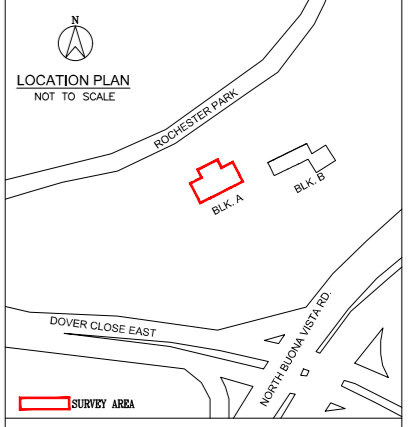 N
LOCATION PLAN
NOT TO SCALE
ROCHESTER PARK
BLK. A
BLK. B
DOVER CLOSE EAST
NORTH BUONA VISTA RD.
SURVEY AREA